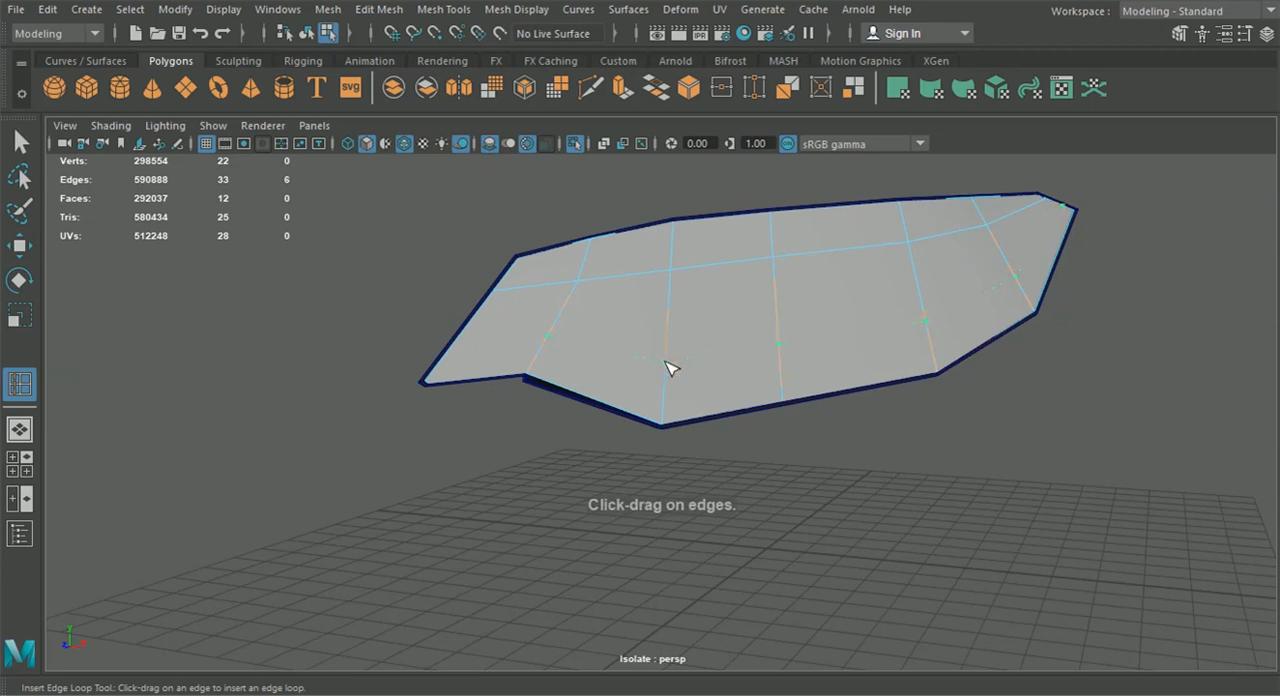 File Edit Create Select Modify Display Windows Mesh Edit Mesh Mesh Tools Mesh Display Curves Surfaces Deform UV Generate Cache Arnold Help Workspace : Modeling - Standard
Modeling No Live Surface Sign In
Curves / Surfaces Polygons Sculpting Rigging Animation Rendering FX FX Caching Custom Arnold Bifrost MASH Motion Graphics XGen
T svg
View Shading Lighting Show Renderer Panels
0.00 1.00 sRGB gamma
Verts: 298554 22 0
Edges: 590888 33 6
Faces: 292037 12 0
Tris: 580434 25 0
UVs: 512248 28 0
Click-drag on edges.
Isolate : persp
Insert Edge Loop Tool: Click-drag on an edge to insert an edge loop.